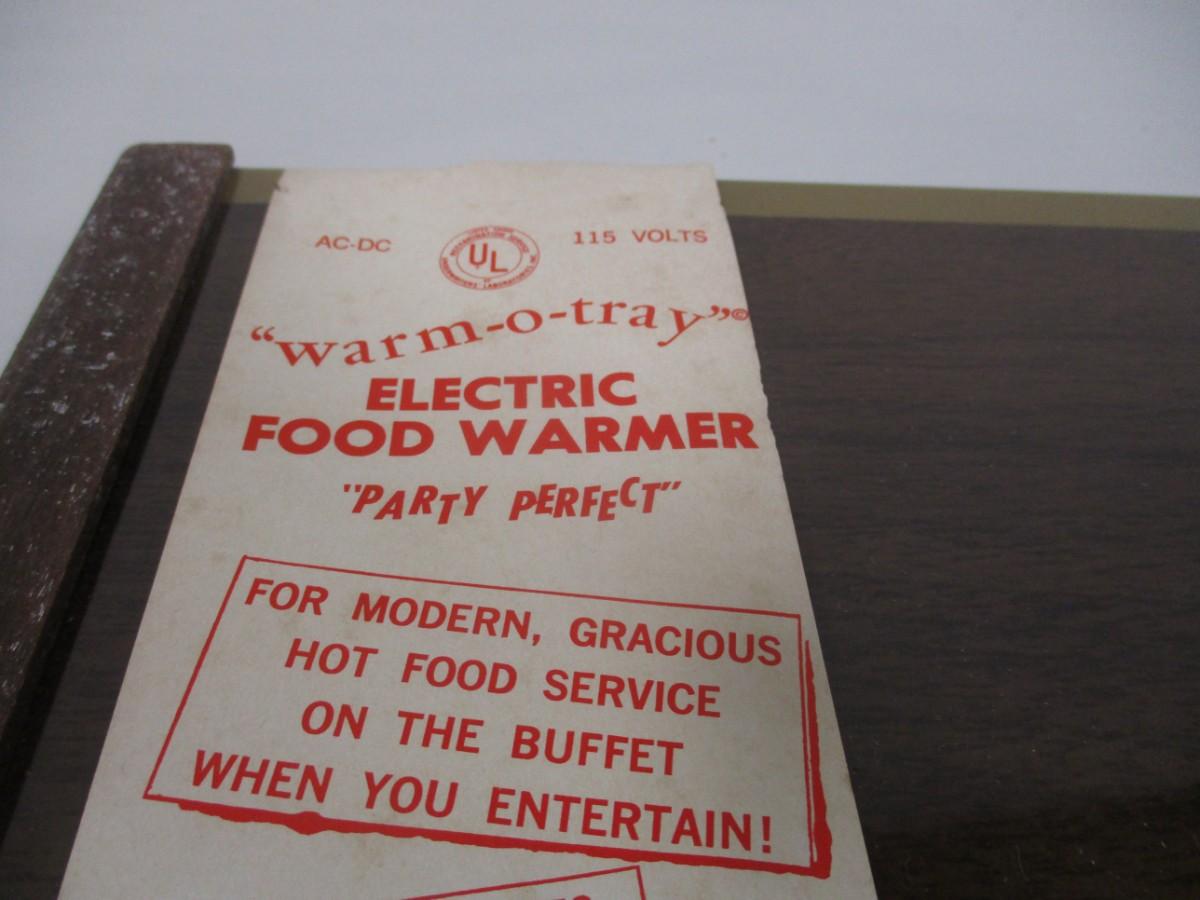 AC-DC
UL
115 VOLTS
"warm-o-tray"©
ELECTRIC
FOOD WARMER
"PARTY PERFECT"
FOR MODERN, GRACIOUS
HOT FOOD SERVICE
ON THE BUFFET
WHEN YOU ENTERTAIN!